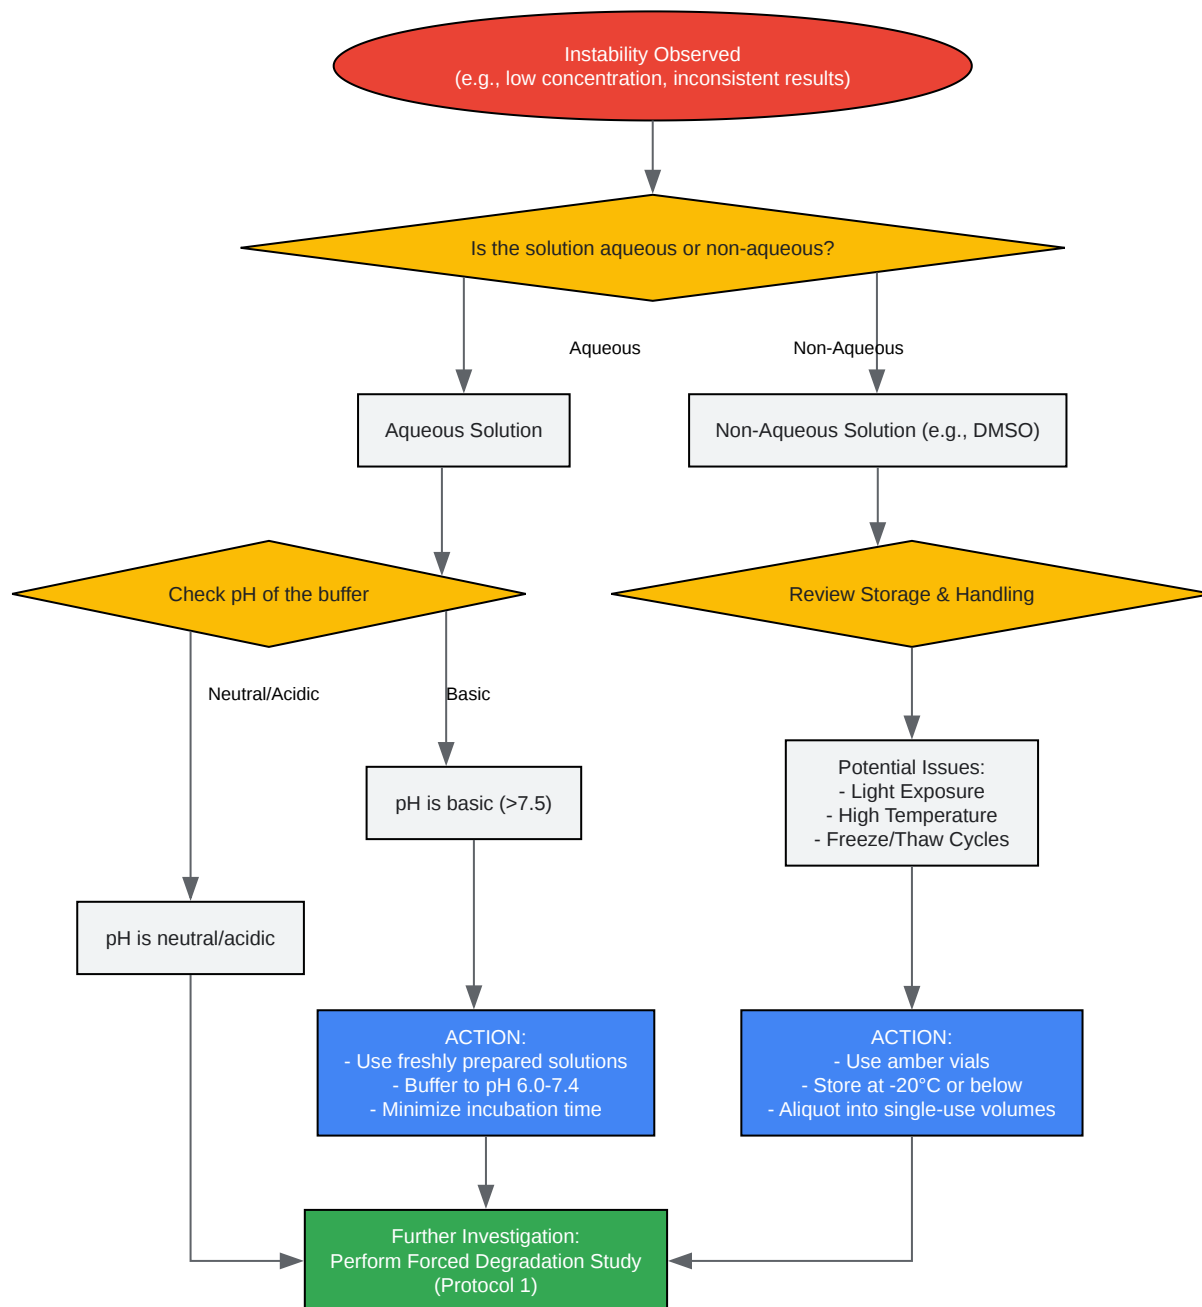 Instability Observed
(e.g., low concentration, inconsistent results)
Is the solution aqueous or non-aqueous?
Aqueous
Non-Aqueous
Aqueous Solution
Non-Aqueous Solution (e.g., DMSO)
Check pH of the buffer
Review Storage & Handling
Neutral/Acidic
Basic
pH is basic (>7.5)
Potential Issues:
- Light Exposure
- High Temperature
- Freeze/Thaw Cycles
pH is neutral/acidic
ACTION:
- Use freshly prepared solutions
- Buffer to pH 6.0-7.4
- Minimize incubation time
ACTION:
- Use amber vials
- Store at -20°C or below
- Aliquot into single-use volumes
Further Investigation:
Perform Forced Degradation Study
(Protocol 1)